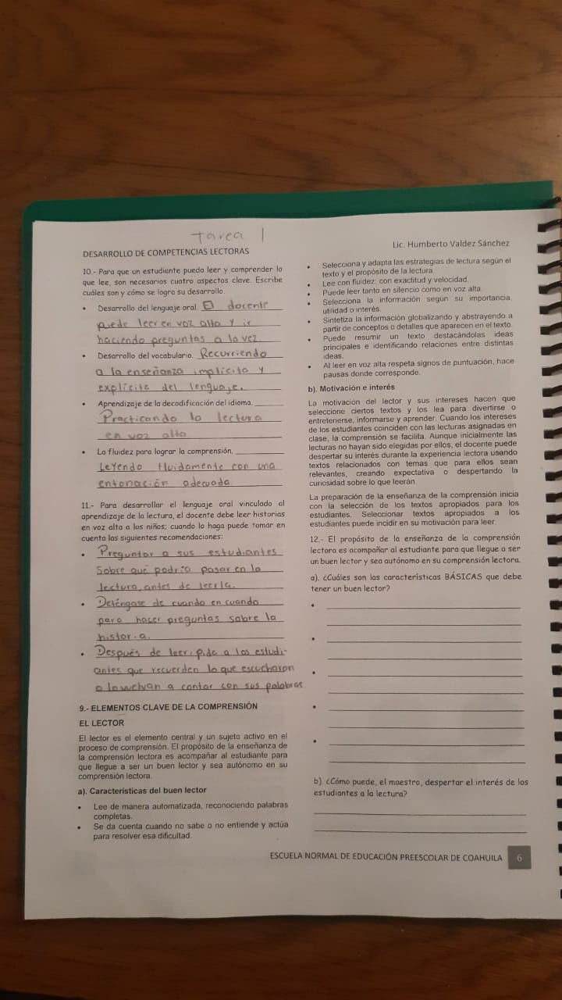 tarea 1
DESARROLLO DE COMPETENCIAS LECTORAS
Lic. Humberto Valdez Sánchez
10.- Para que un estudiante pueda leer y comprender lo
que lee, son necesarios cuatro aspectos clave. Escribe
cuáles son y cómo se logra su desarrollo.
• Desarrollo del lenguaje oral. El docente
puede leer en voz alta y ir
haciendo preguntas a la vez.
• Desarrollo del vocabulario. Recurriendo
a la enseñanza implícita y
explícita del lenguaje.
• Aprendizaje de la decodificación del idioma.
Practicando la lectura
en voz alta
• La fluidez para lograr la comprensión.
Leyendo fluidamente con una
entonación adecuada.
11.- Para desarrollar el lenguaje oral vinculado al
aprendizaje de la lectura, el docente debe leer historias
en voz alta a los niños; cuando lo haga puede tomar en
cuenta las siguientes recomendaciones:
• Preguntar a sus estudiantes
sobre qué podría pasar en la
lectura, antes de leerla.
• Deténgase de cuando en cuando
para hacer preguntas sobre la
historia.
• Después de leer, pida a los estudi-
antes que recuerden lo que escucharon
o lo vuelvan a contar con sus palabras
9.- ELEMENTOS CLAVE DE LA COMPRENSIÓN
EL LECTOR
El lector es el elemento central y un sujeto activo en el
proceso de comprensión. El propósito de la enseñanza de
la comprensión lectora es acompañar al estudiante para
que llegue a ser un buen lector y sea autónomo en su
comprensión lectora.
a). Características del buen lector
• Lee de manera automatizada, reconociendo palabras
completas.
• Se da cuenta cuando no sabe o no entiende y actúa
para resolver esa dificultad.
• Selecciona y adapta las estrategias de lectura según el
texto y el propósito de la lectura.
• Lee con fluidez: con exactitud y velocidad.
• Puede leer tanto en silencio como en voz alta.
• Selecciona la información según su importancia,
utilidad o interés.
• Sintetiza la información globalizando y abstrayendo a
partir de conceptos o detalles que aparecen en el texto.
• Puede resumir un texto destacándolas ideas
principales e identificando relaciones entre distintas
ideas.
• Al leer en voz alta respeta signos de puntuación, hace
pausas donde corresponde.
b). Motivación e interés
La motivación del lector y sus intereses hacen que
seleccione ciertos textos y los lea para divertirse o
entretenerse, informarse y aprender. Cuando los intereses
de los estudiantes coinciden con las lecturas asignadas en
clase, la comprensión se facilita. Aunque inicialmente las
lecturas no hayan sido elegidas por ellos, el docente puede
despertar su interés durante la experiencia lectora usando
textos relacionados con temas que para ellos sean
relevantes, creando expectativa o despertando la
curiosidad sobre lo que leerán
La preparación de la enseñanza de la comprensión inicia
con la selección de los textos apropiados para los
estudiantes. Seleccionar textos apropiados a los
estudiantes puede incidir en su motivación para leer.
12.- El propósito de la enseñanza de la comprensión
lectora es acompañar al estudiante para que llegue a ser
un buen lector y sea autónomo en su comprensión lectora.
a). ¿Cuáles son las características BÁSICAS que debe
tener un buen lector?
b). ¿Cómo puede, el maestro, despertar el interés de los
estudiantes a la lectura?
ESCUELA NORMAL DE EDUCACIÓN PREESCOLAR DE COAHUILA 6